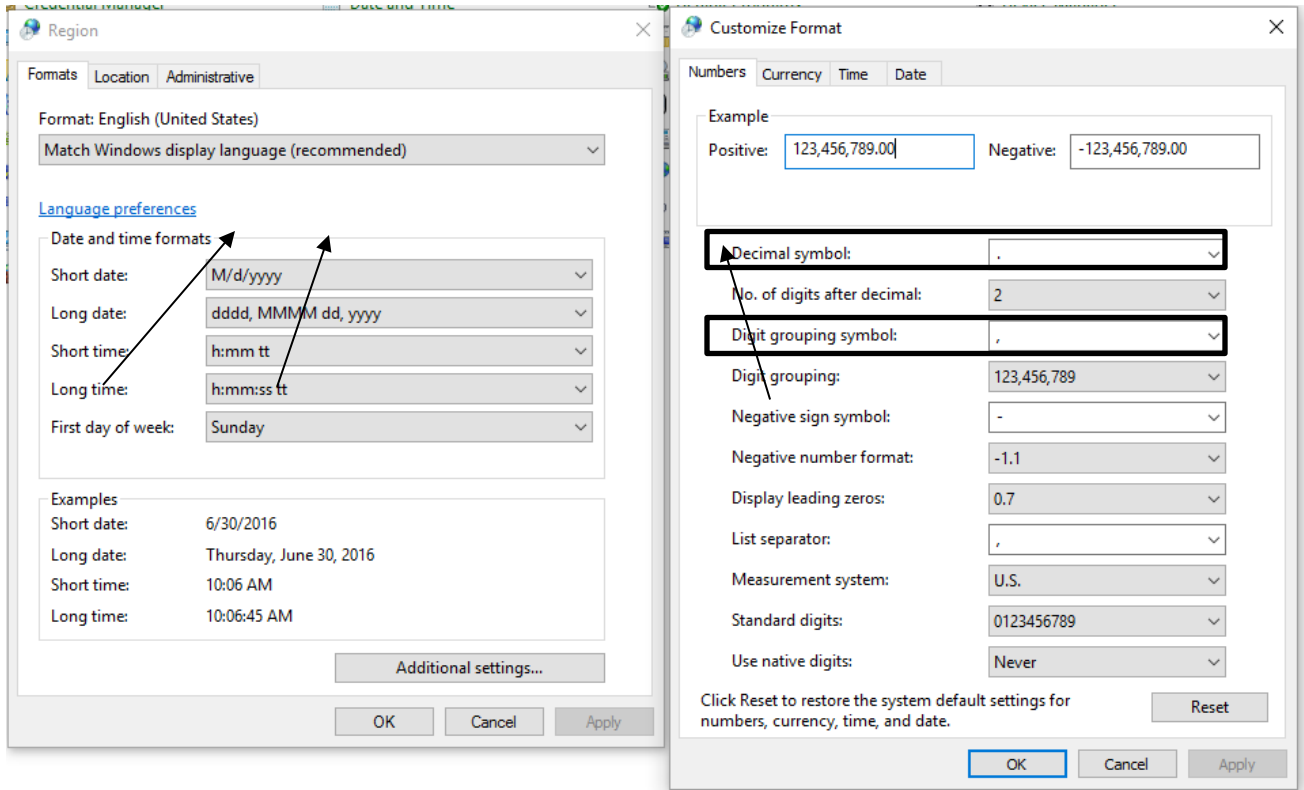 Credential Manager
Date and Time
Region
Formats Location Administrative
Format: English (United States)
Match Windows display language (recommended)
Language preferences
Date and time formats
Short date: M/d/yyyy
Long date: dddd, MMMM dd, yyyy
Short time: h:mm tt
Long time: h:mm:ss tt
First day of week: Sunday
Examples
Short date: 6/30/2016
Long date: Thursday, June 30, 2016
Short time: 10:06 AM
Long time: 10:06:45 AM
Additional settings...
OK Cancel Apply
Customize Format
Numbers Currency Time Date
Example
Positive: 123,456,789.00 Negative: -123,456,789.00
Decimal symbol: .
No. of digits after decimal: 2
Digit grouping symbol: ,
Digit grouping: 123,456,789
Negative sign symbol: -
Negative number format: -1.1
Display leading zeros: 0.7
List separator: ,
Measurement system: U.S.
Standard digits: 0123456789
Use native digits: Never
Click Reset to restore the system default settings for
numbers, currency, time, and date.
Reset
OK Cancel Apply